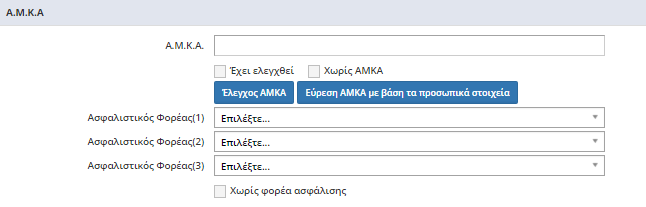 Α.Μ.Κ.Α
Α.Μ.Κ.Α.
Έχει ελεγχθεί Χωρίς ΑΜΚΑ
Έλεγχος ΑΜΚΑ Εύρεση ΑΜΚΑ με βάση τα προσωπικά στοιχεία
Ασφαλιστικός Φορέας(1) Επιλέξτε...
Ασφαλιστικός Φορέας(2) Επιλέξτε...
Ασφαλιστικός Φορέας(3) Επιλέξτε...
Χωρίς φορέα ασφάλισης